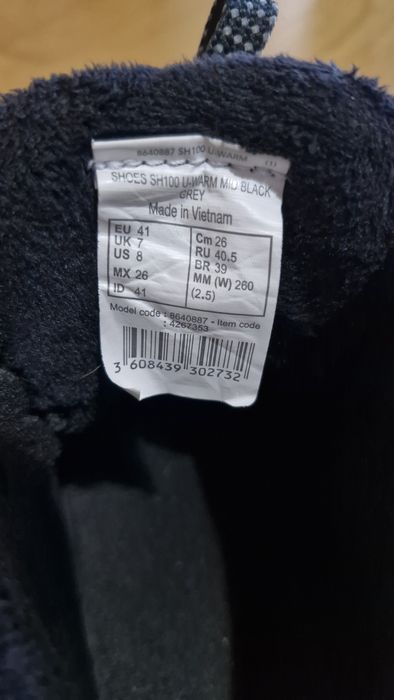 8640887 SH100 U-WARM (1)
SHOES SH100 U-WARM MID BLACK
GREY
Made in Vietnam
EU 41
UK 7
US 8
MX 26
ID 41
Cm 26
RU 40.5
BR 39
MM (W) 260
(2.5)
Model code : 8640887 - Item code
: 4267353
3 608439 302732